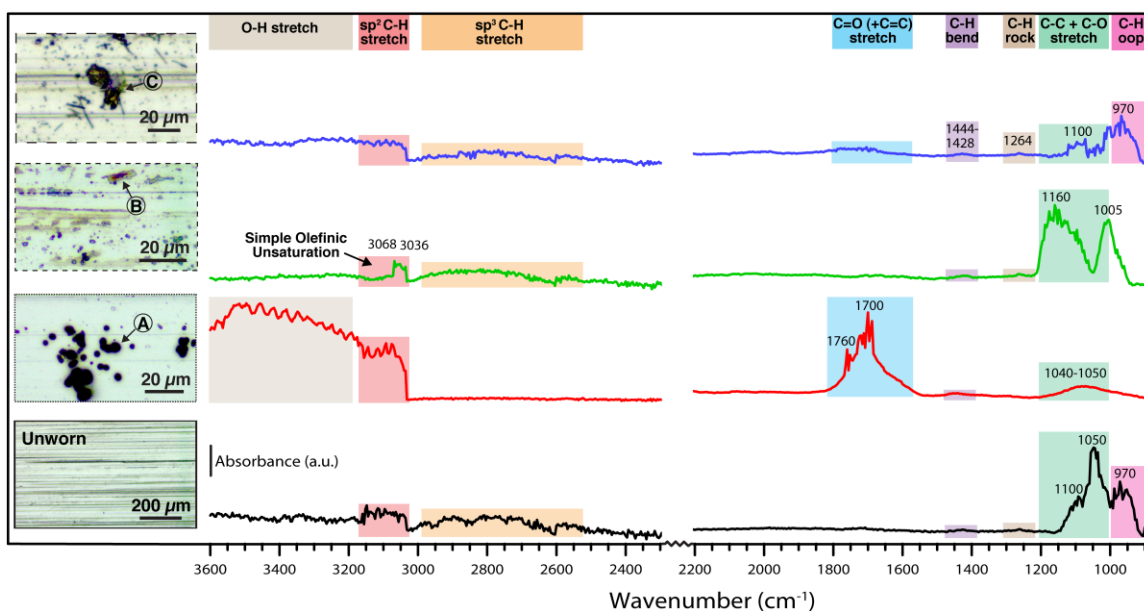 O-H stretch
sp² C-H
stretch
sp³ C-H
stretch
C=O (+C=C)
stretch
C-H
bend
C-H
rock
C-C + C-O
stretch
C-H
oop
C
20 µm
1444-
1428
1264
1100
970
B
20 µm
Simple Olefinic
Unsaturation
3068
3036
1160
1005
A
20 µm
1760
1700
1040-1050
Unworn
200 µm
Absorbance (a.u.)
1100
1050
970
3600
3400
3200
3000
2800
2600
2400
2200
2000
1800
1600
1400
1200
1000
Wavenumber (cm⁻¹)